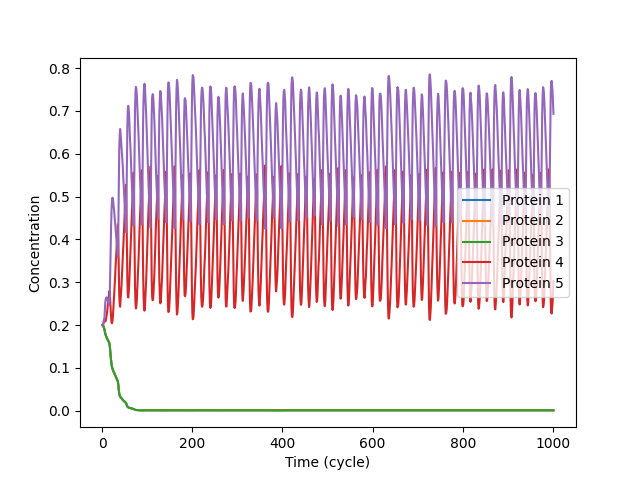 0.8
0.7
0.6
0.5
0.4
0.3
0.2
0.1
0.0
Concentration
Protein 1
Protein 2
Protein 3
Protein 4
Protein 5
0 200 400 600 800 1000
Time (cycle)